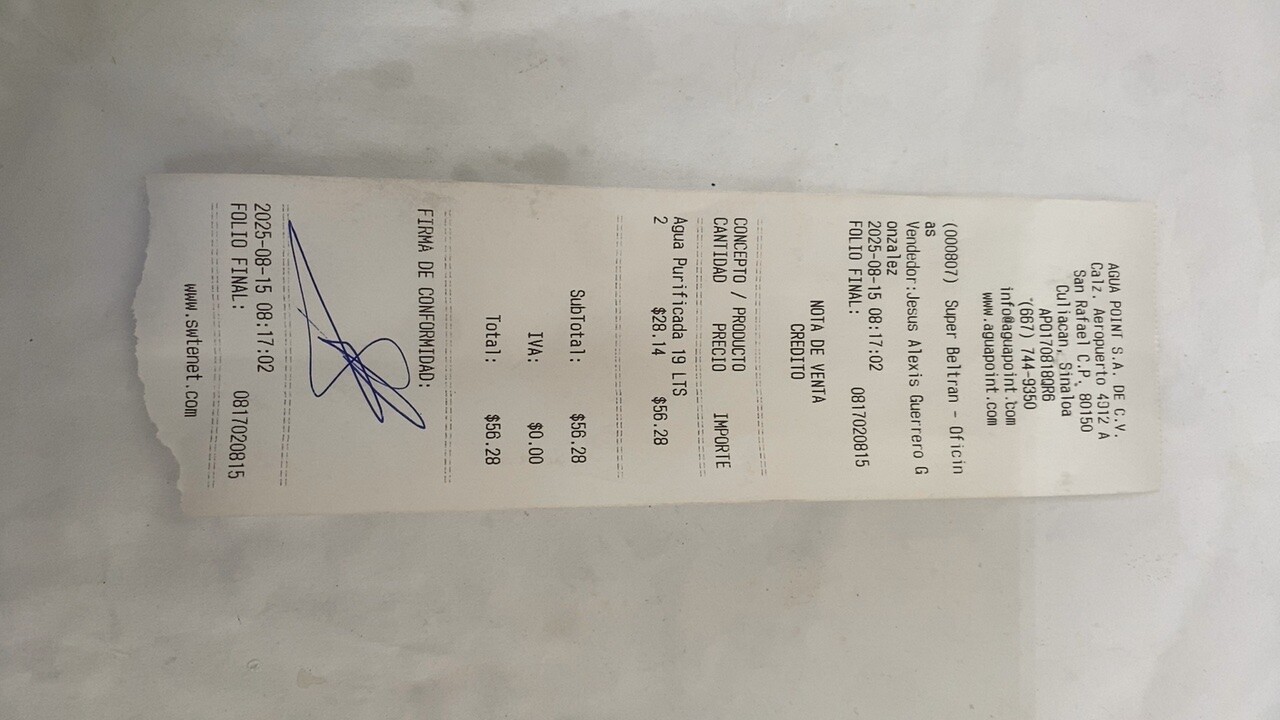 AGUA POINT S.A. DE C.V.
Calz. Aeropuerto 4912 A
San Rafael C.P. 80150
Culiacan, Sinaloa
APO170818QR6
(667) 744-9350
info@aguapoint.com
www.aguapoint.com
(000807) Super Beltran - Oficin
as
Vendedor:Jesus Alexis Guerrero G
onzalez
2025-08-15 08:17:02
FOLIO FINAL: 0817020815
NOTA DE VENTA
CREDITO
CONCEPTO / PRODUCTO
CANTIDAD PRECIO IMPORTE
Agua Purificada 19 LTS
2 $28.14 $56.28
SubTotal: $56.28
IVA: $0.00
Total: $56.28
FIRMA DE CONFORMIDAD:
2025-08-15 08:17:02
FOLIO FINAL: 0817020815
www.swtenet.com